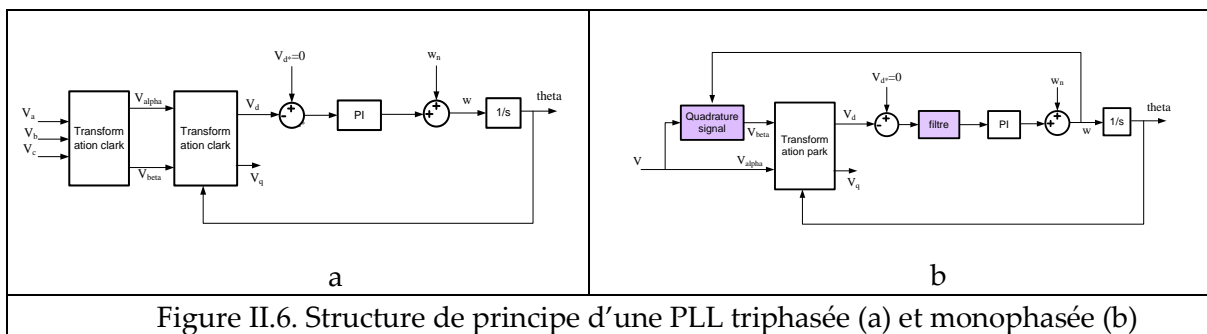 V_d*=0
w_n
V_a
V_b
V_c
Transform
ation clark
V_alpha
V_beta
Transform
ation clark
V_d
V_q
PI
w
1/s
theta
a
V_d*=0
w_n
V
Quadrature
signal
V_beta
V_alpha
Transform
ation park
V_d
V_q
filtre
PI
w
1/s
theta
b
Figure II.6. Structure de principe d’une PLL triphasée (a) et monophasée (b)